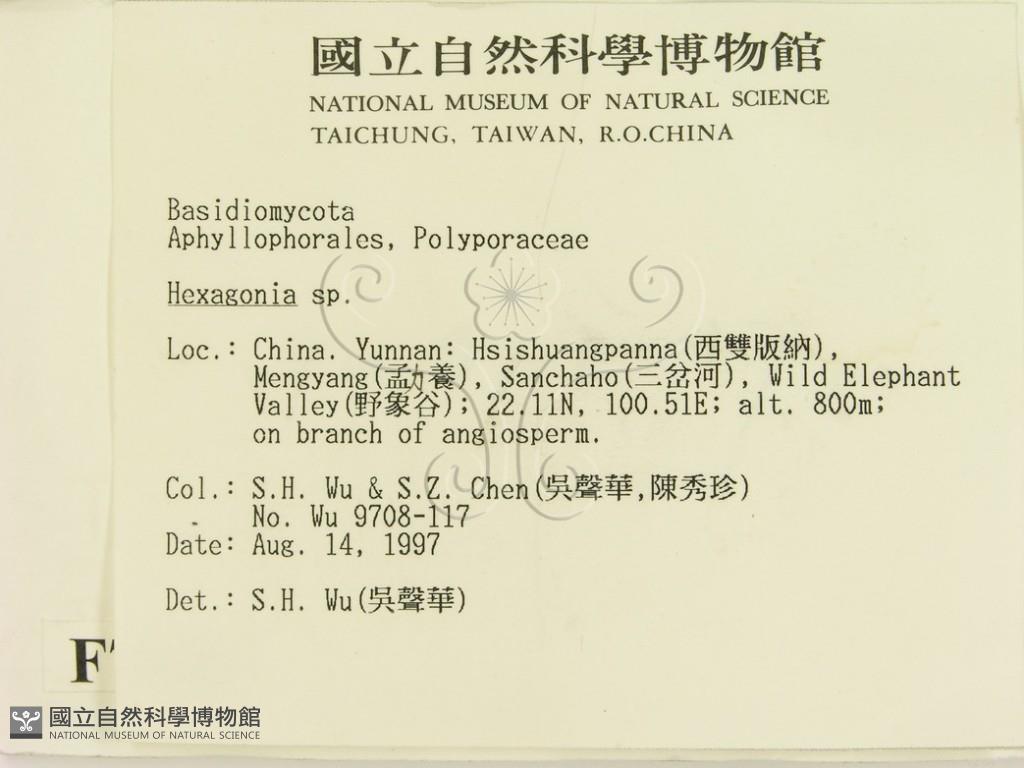 國立自然科學博物館
NATIONAL MUSEUM OF NATURAL SCIENCE
TAICHUNG, TAIWAN, R.O.CHINA
Basidiomycota
Aphyllophorales, Polyporaceae
Hexagonia sp.
Loc.: China. Yunnan: Hsishuangpanna(西雙版納),
Mengyang(勐養), Sanchaho(三岔河), Wild Elephant
Valley(野象谷); 22.11N, 100.51E; alt. 800m;
on branch of angiosperm.
Col.: S.H. Wu & S.Z. Chen(吳聲華,陳秀珍)
No. Wu 9708-117
Date: Aug. 14, 1997
Det.: S.H. Wu(吳聲華)
F
國立自然科學博物館
NATIONAL MUSEUM OF NATURAL SCIENCE